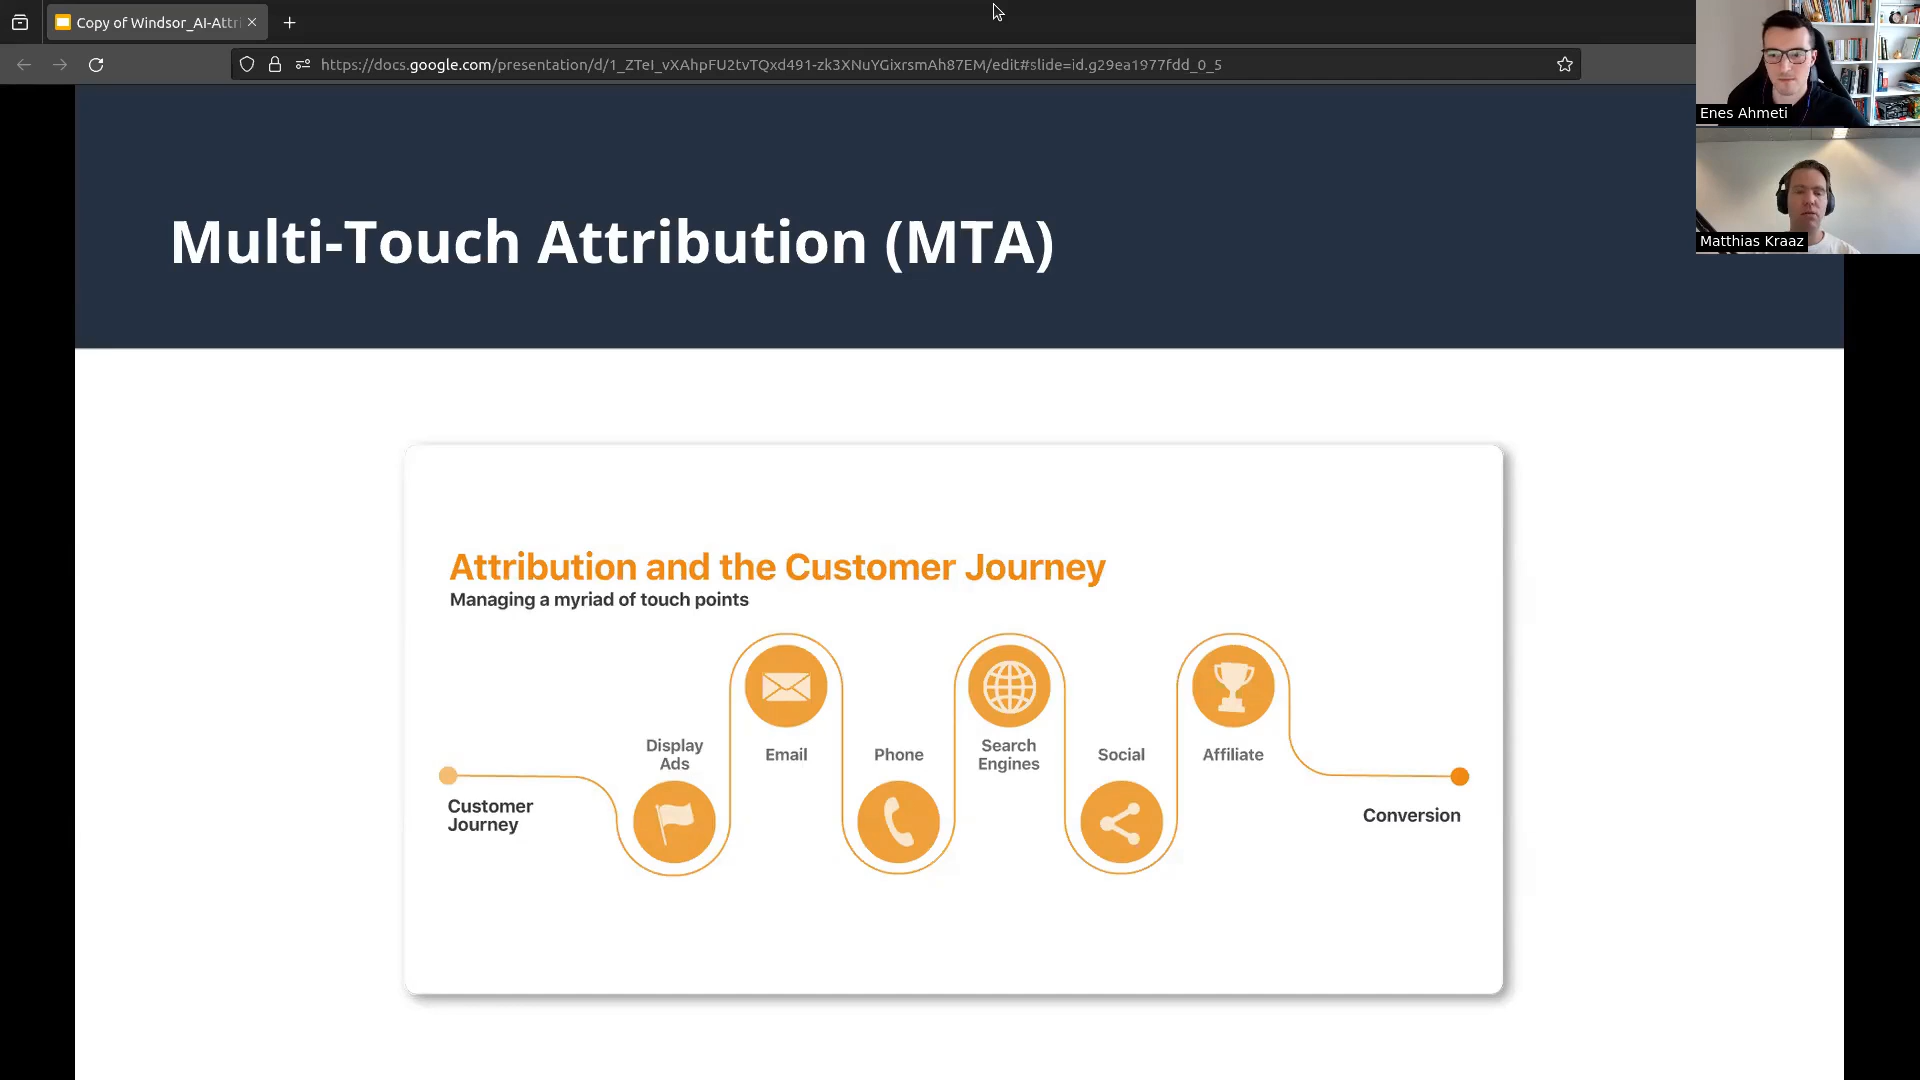 Copy of Windsor_AI-Attri
https://docs.google.com/presentation/d/1_ZTeI_vXAhpFU2tvTQxd491-zk3XNuYGixrsmAh87EM/edit#slide=id.g29ea1977fdd_0_5
Enes Ahmeti
Matthias Kraaz
Multi-Touch Attribution (MTA)
Attribution and the Customer Journey
Managing a myriad of touch points
Display
Ads
Email
Phone
Search
Engines
Social
Affiliate
Customer
Journey
Conversion